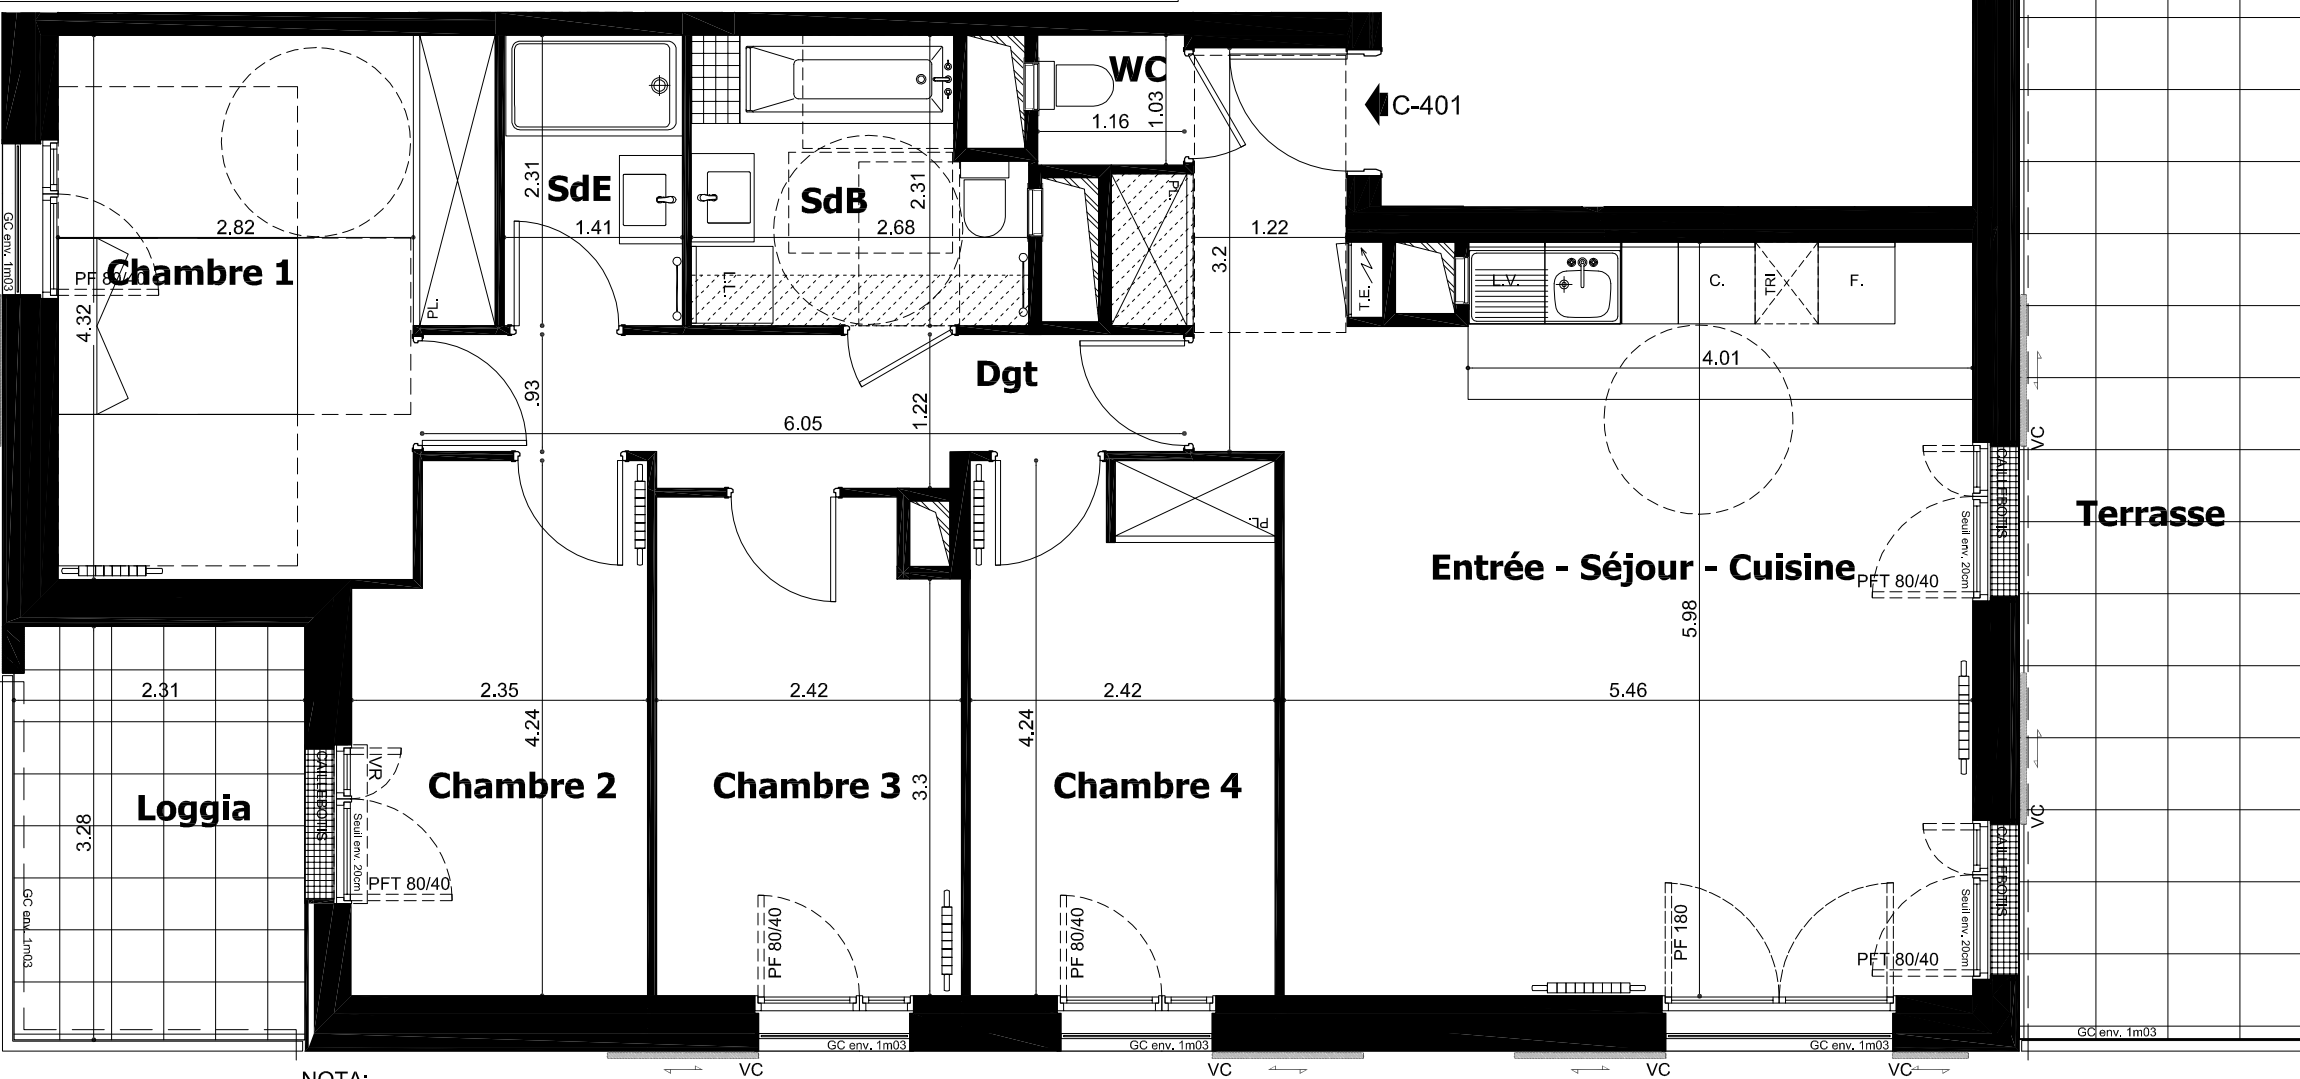 WC
1.03
1.16
C-401
SdE
2.31
1.41
SdB
2.31
2.68
PL.
1.22
3.2
GC env. 1m03
2.82
PF 80/40
Chambre 1
4.32
PL.
L.L.
T.E.
L.V.
C.
TRI
F.
4.01
Dgt
.93
1.22
6.05
VC
CAILLEBOTIS
PL.
Terrasse
Entrée - Séjour - Cuisine
Seuil env. 20cm
PFT 80/40
5.98
2.31
2.35
2.42
2.42
5.46
4.24
4.24
VR
CAILLEBOTIS
Chambre 2
Chambre 3
3.3
Chambre 4
Loggia
3.28
Seuil env. 20cm
PFT 80/40
VC
CAILLEBOTIS
GC env. 1m03
PF 80/40
PF 80/40
PF 180
Seuil env. 20cm
PFT 80/40
GC env. 1m03
GC env. 1m03
GC env. 1m03
GC env. 1m03
VC
VC
VC
VC
NOTA: